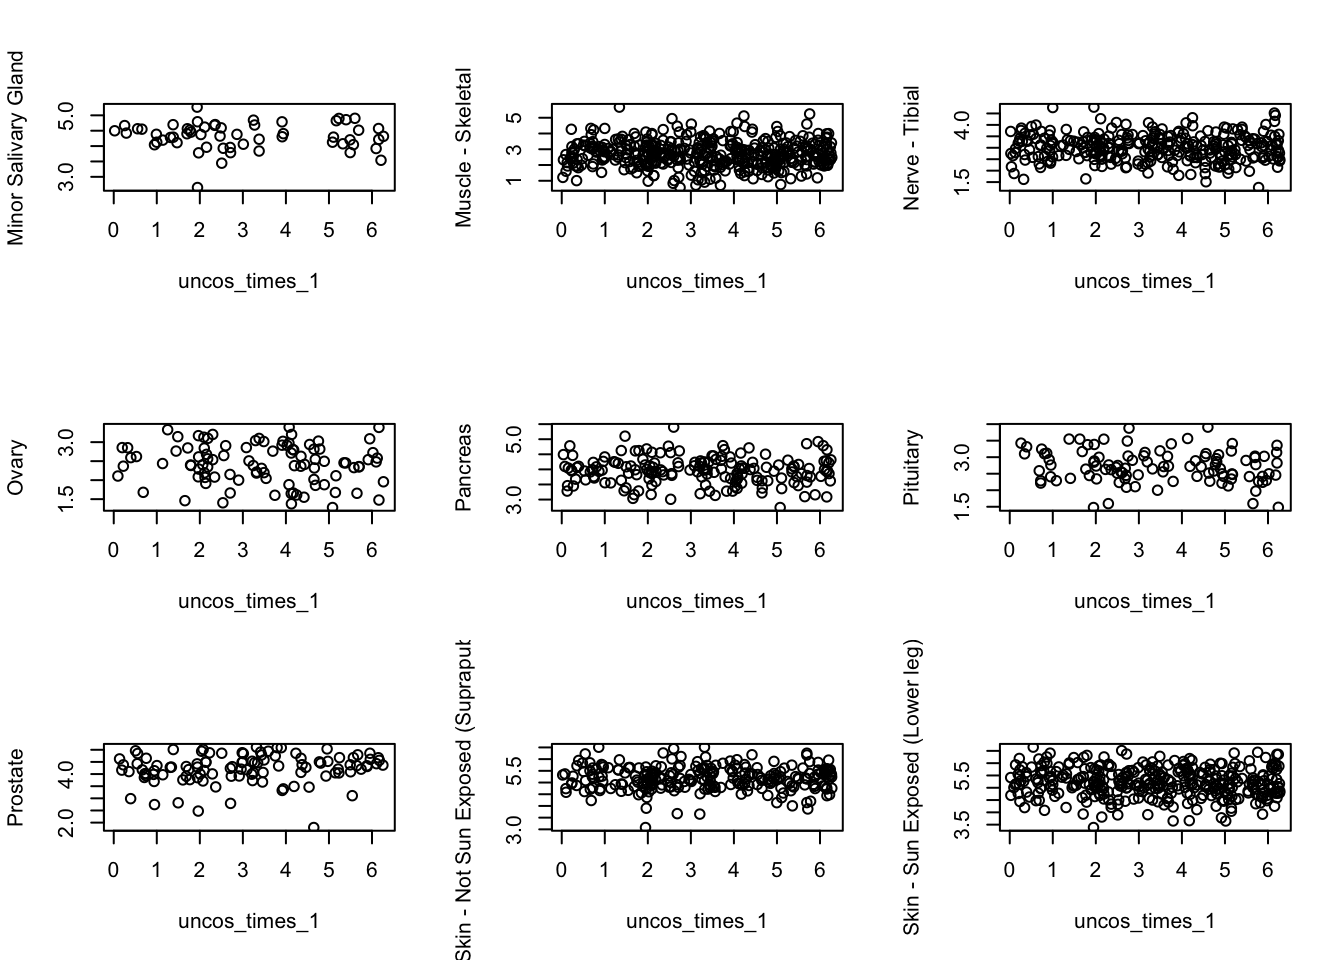 Minor Salivary Gland
5.0
3.0
0 1 2 3 4 5 6
uncos_times_1
Muscle - Skeletal
5
3
1
0 1 2 3 4 5 6
uncos_times_1
Nerve - Tibial
4.0
1.5
0 1 2 3 4 5 6
uncos_times_1
Ovary
3.0
1.5
0 1 2 3 4 5 6
uncos_times_1
Pancreas
5.0
3.0
0 1 2 3 4 5 6
uncos_times_1
Pituitary
3.0
1.5
0 1 2 3 4 5 6
uncos_times_1
Prostate
4.0
2.0
0 1 2 3 4 5 6
uncos_times_1
Skin - Not Sun Exposed (Suprapub
5.5
3.0
0 1 2 3 4 5 6
uncos_times_1
Skin - Sun Exposed (Lower leg)
5.5
3.5
0 1 2 3 4 5 6
uncos_times_1